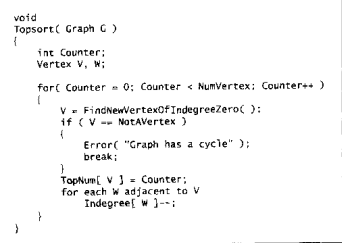 void
Topsort( Graph G )
{
    int Counter;
    Vertex V, W;

    for( Counter = 0; Counter < NumVertex; Counter++ )
    {
        V = FindNewVertexOfIndegreeZero( );
        if ( V == NotAVertex )
        {
            Error( "Graph has a cycle" );
            break;
        }
        TopNum[ V ] = Counter;
        for each W adjacent to V
            Indegree[ W ]--;
    }
}